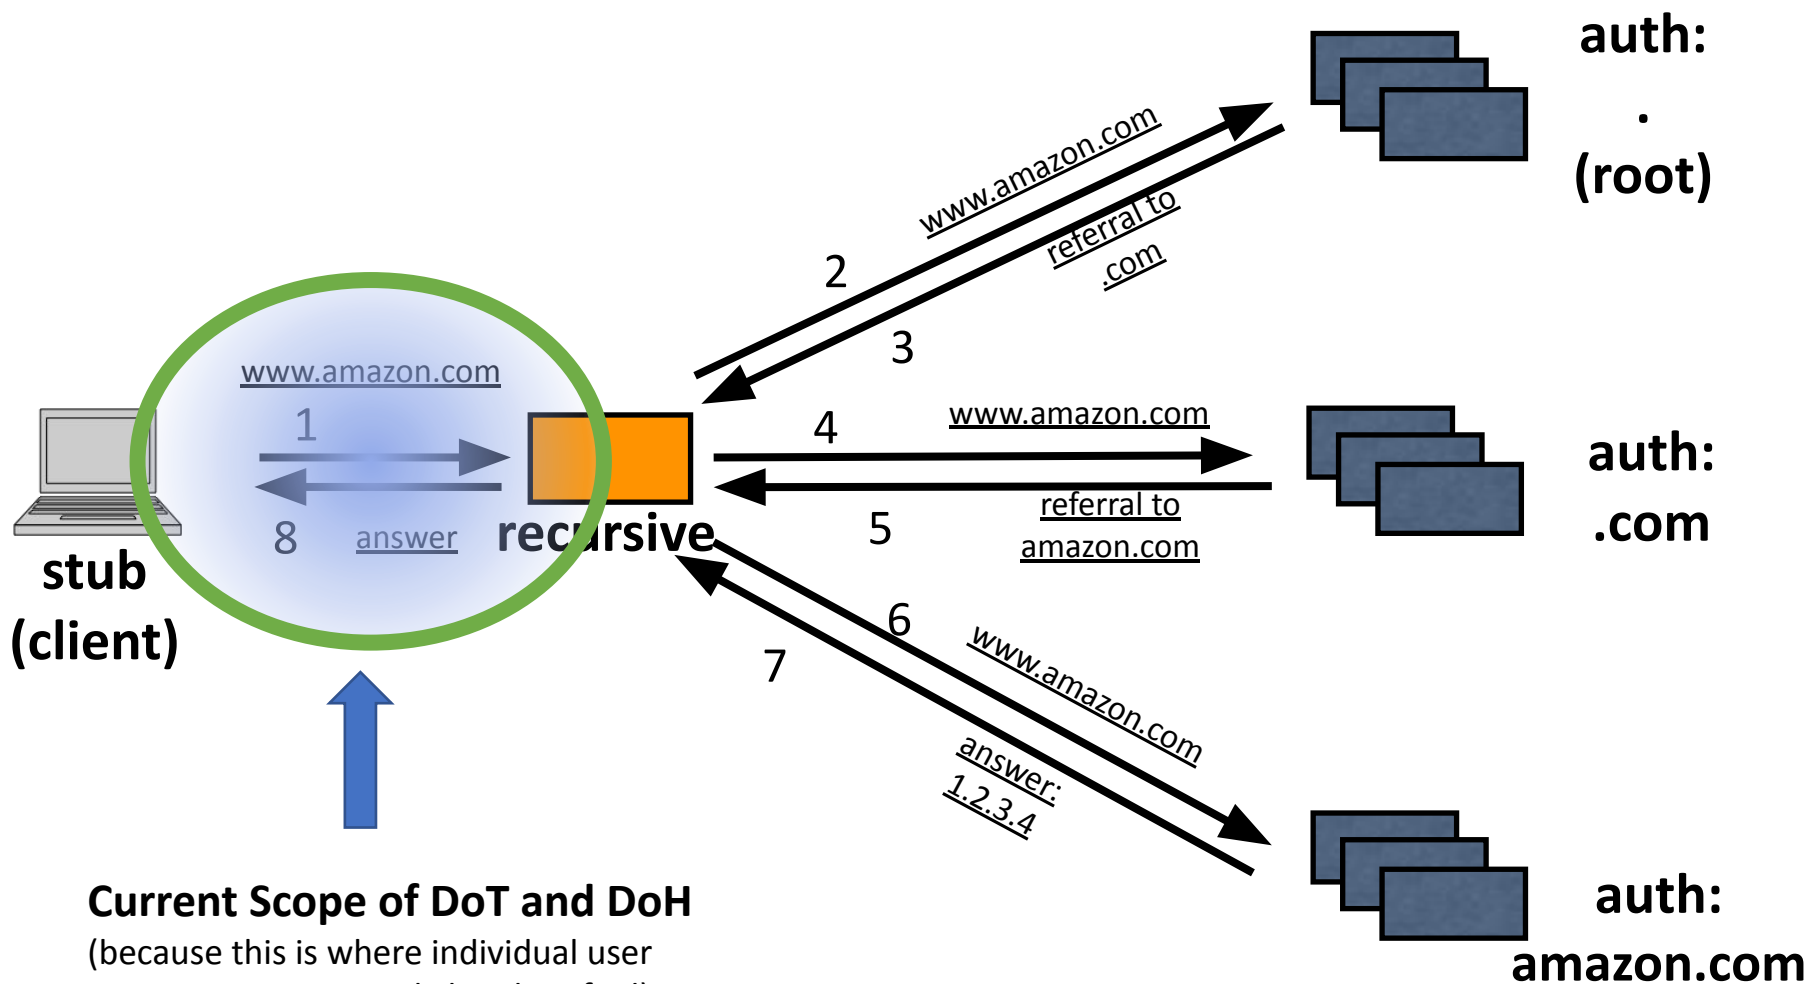 auth:
.
(root)
www.amazon.com
referral to
.com
2
3
www.amazon.com
1
8
answer
stub
(client)
recursive
4
www.amazon.com
5
referral to
amazon.com
auth:
.com
6
www.amazon.com
7
answer:
1.2.3.4
auth:
amazon.com
Current Scope of DoT and DoH
(because this is where individual user